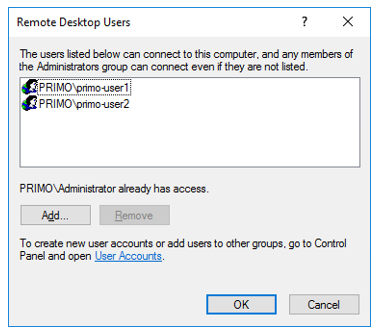 Remote Desktop Users
?
The users listed below can connect to this computer, and any members of
the Administrators group can connect even if they are not listed.
PRIMO\primo-user1
PRIMO\primo-user2
PRIMO\Administrator already has access.
Add... Remove
To create new user accounts or add users to other groups, go to Control
Panel and open User Accounts.
OK Cancel